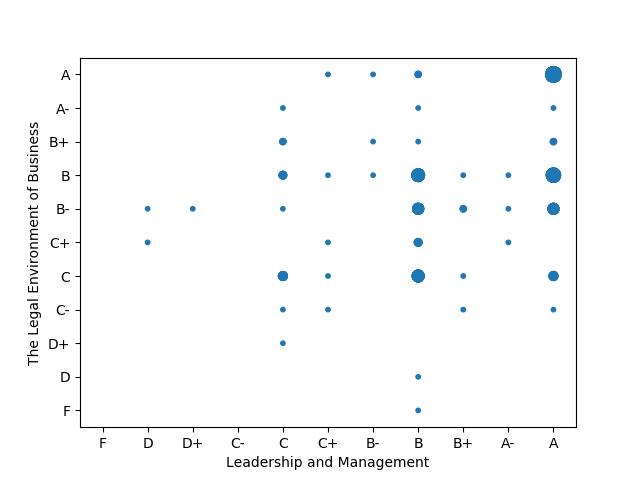 The Legal Environment of Business
A
A-
B+
B
B-
C+
C
C-
D+
D
F
F D D+ C- C C+ B- B B+ A- A
Leadership and Management